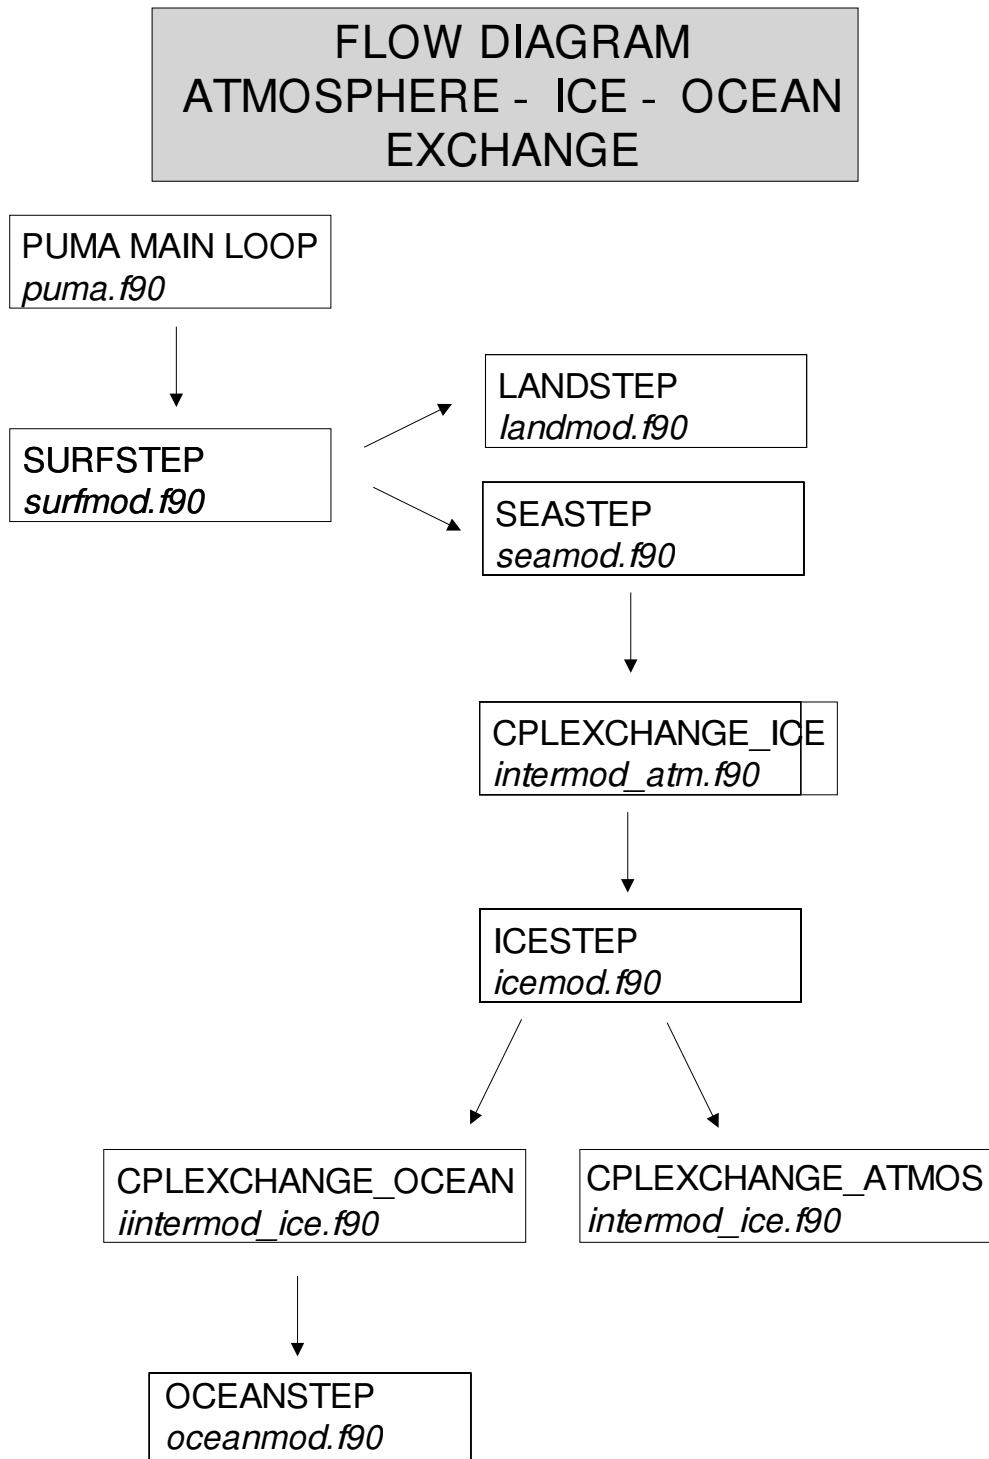 FLOW DIAGRAM
ATMOSPHERE - ICE - OCEAN
EXCHANGE
PUMA MAIN LOOP
puma.f90
SURFSTEP
surfmod.f90
LANDSTEP
landmod.f90
SEASTEP
seamod.f90
CPLEXCHANGE_ICE
intermod_atm.f90
ICESTEP
icemod.f90
CPLEXCHANGE_OCEAN
iintermod_ice.f90
CPLEXCHANGE_ATMOS
intermod_ice.f90
OCEANSTEP
oceanmod.f90